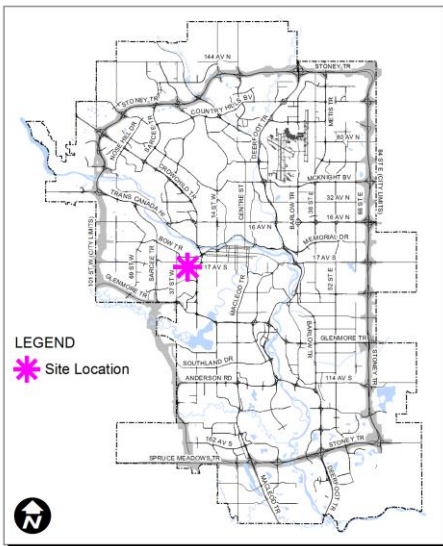 144 AV N
STONEY TR
STONEY TR
COUNTRY HILLS BV
METIS TR
NOSE HILL DR
SARCEE TR
DEERFOOT TR
60 AV N
CROWCHILD TR
MCKNIGHT BV
84 ST E (CITY LIMITS)
14 ST W
CENTRE ST
BARLOW TR
36 ST E
68 ST E
32 AV N
TRANS CANADA HI
16 AV N
16 AV N
BOW TR
MEMORIAL DR
101 ST W (CITY LIMITS)
69 ST W
SARCEE TR
37 ST W
17 AV S
17 AV S
52 ST E
GLENMORE TR
MACLEOD TR
BARLOW TR
GLENMORE TR
LEGEND
Site Location
STONEY TR
SOUTHLAND DR
ANDERSON RD
114 AV S
162 AV S
STONEY TR
SPRUCE MEADOWS TR
MACLEOD TR
DEERFOOT TR
N